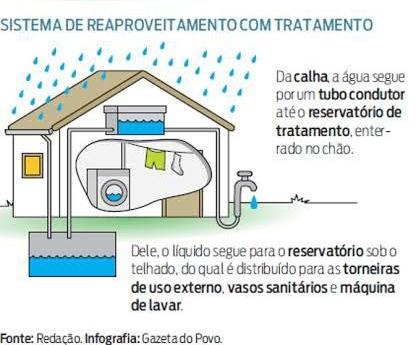 SISTEMA DE REAPROVEITAMENTO COM TRATAMENTO
Da calha, a água segue
por um tubo condutor
até o reservatório de
tratamento, enter-
rado no chão.
Dele, o líquido segue para o reservatório sob o
telhado, do qual é distribuído para as torneiras
de uso externo, vasos sanitários e máquina
de lavar.
Fonte: Redação. Infografia: Gazeta do Povo.